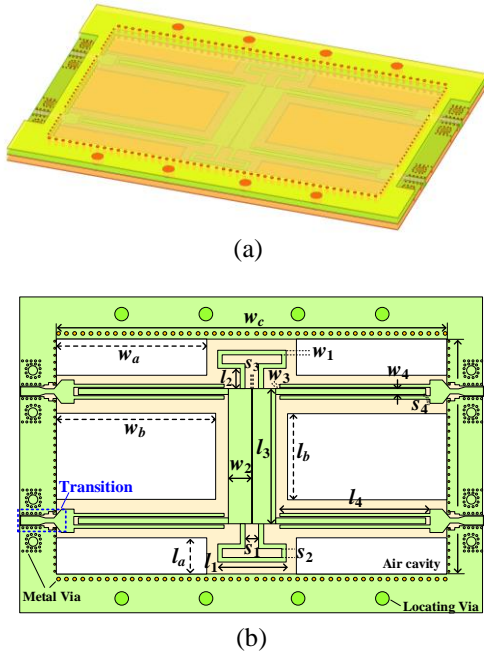 (a)
w_c
w_a
w_1
s_3
l_2
w_3
w_4
s_4
w_b
w_2
l_3
l_b
Transition
l_4
l_a
l_1
s_1
s_2
Air cavity
Metal Via
Locating Via
(b)